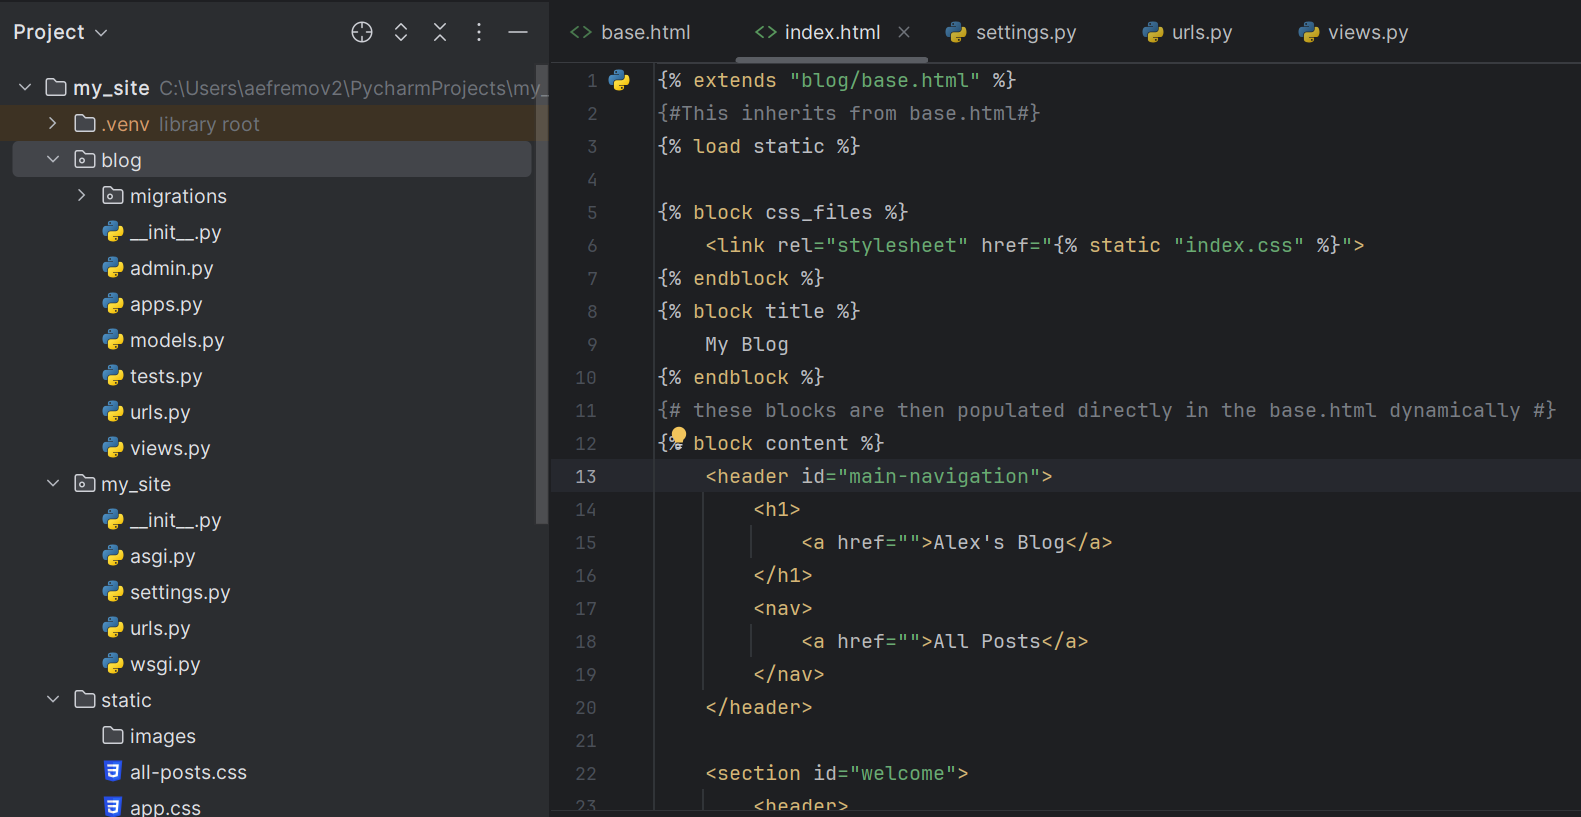 Project
my_site C:\Users\aefremov2\PycharmProjects\my_
.venv library root
blog
migrations
__init__.py
admin.py
apps.py
models.py
tests.py
urls.py
views.py
my_site
__init__.py
asgi.py
settings.py
urls.py
wsgi.py
static
images
all-posts.css
app.css
base.html index.html settings.py urls.py views.py
1 {% extends "blog/base.html" %}
2 {#This inherits from base.html#}
3 {% load static %}
4
5 {% block css_files %}
6 <link rel="stylesheet" href="{% static "index.css" %}">
7 {% endblock %}
8 {% block title %}
9 My Blog
10 {% endblock %}
11 {# these blocks are then populated directly in the base.html dynamically #}
12 {% block content %}
13 <header id="main-navigation">
14 <h1>
15 <a href="">Alex's Blog</a>
16 </h1>
17 <nav>
18 <a href="">All Posts</a>
19 </nav>
20 </header>
21
22 <section id="welcome">
23 <header>